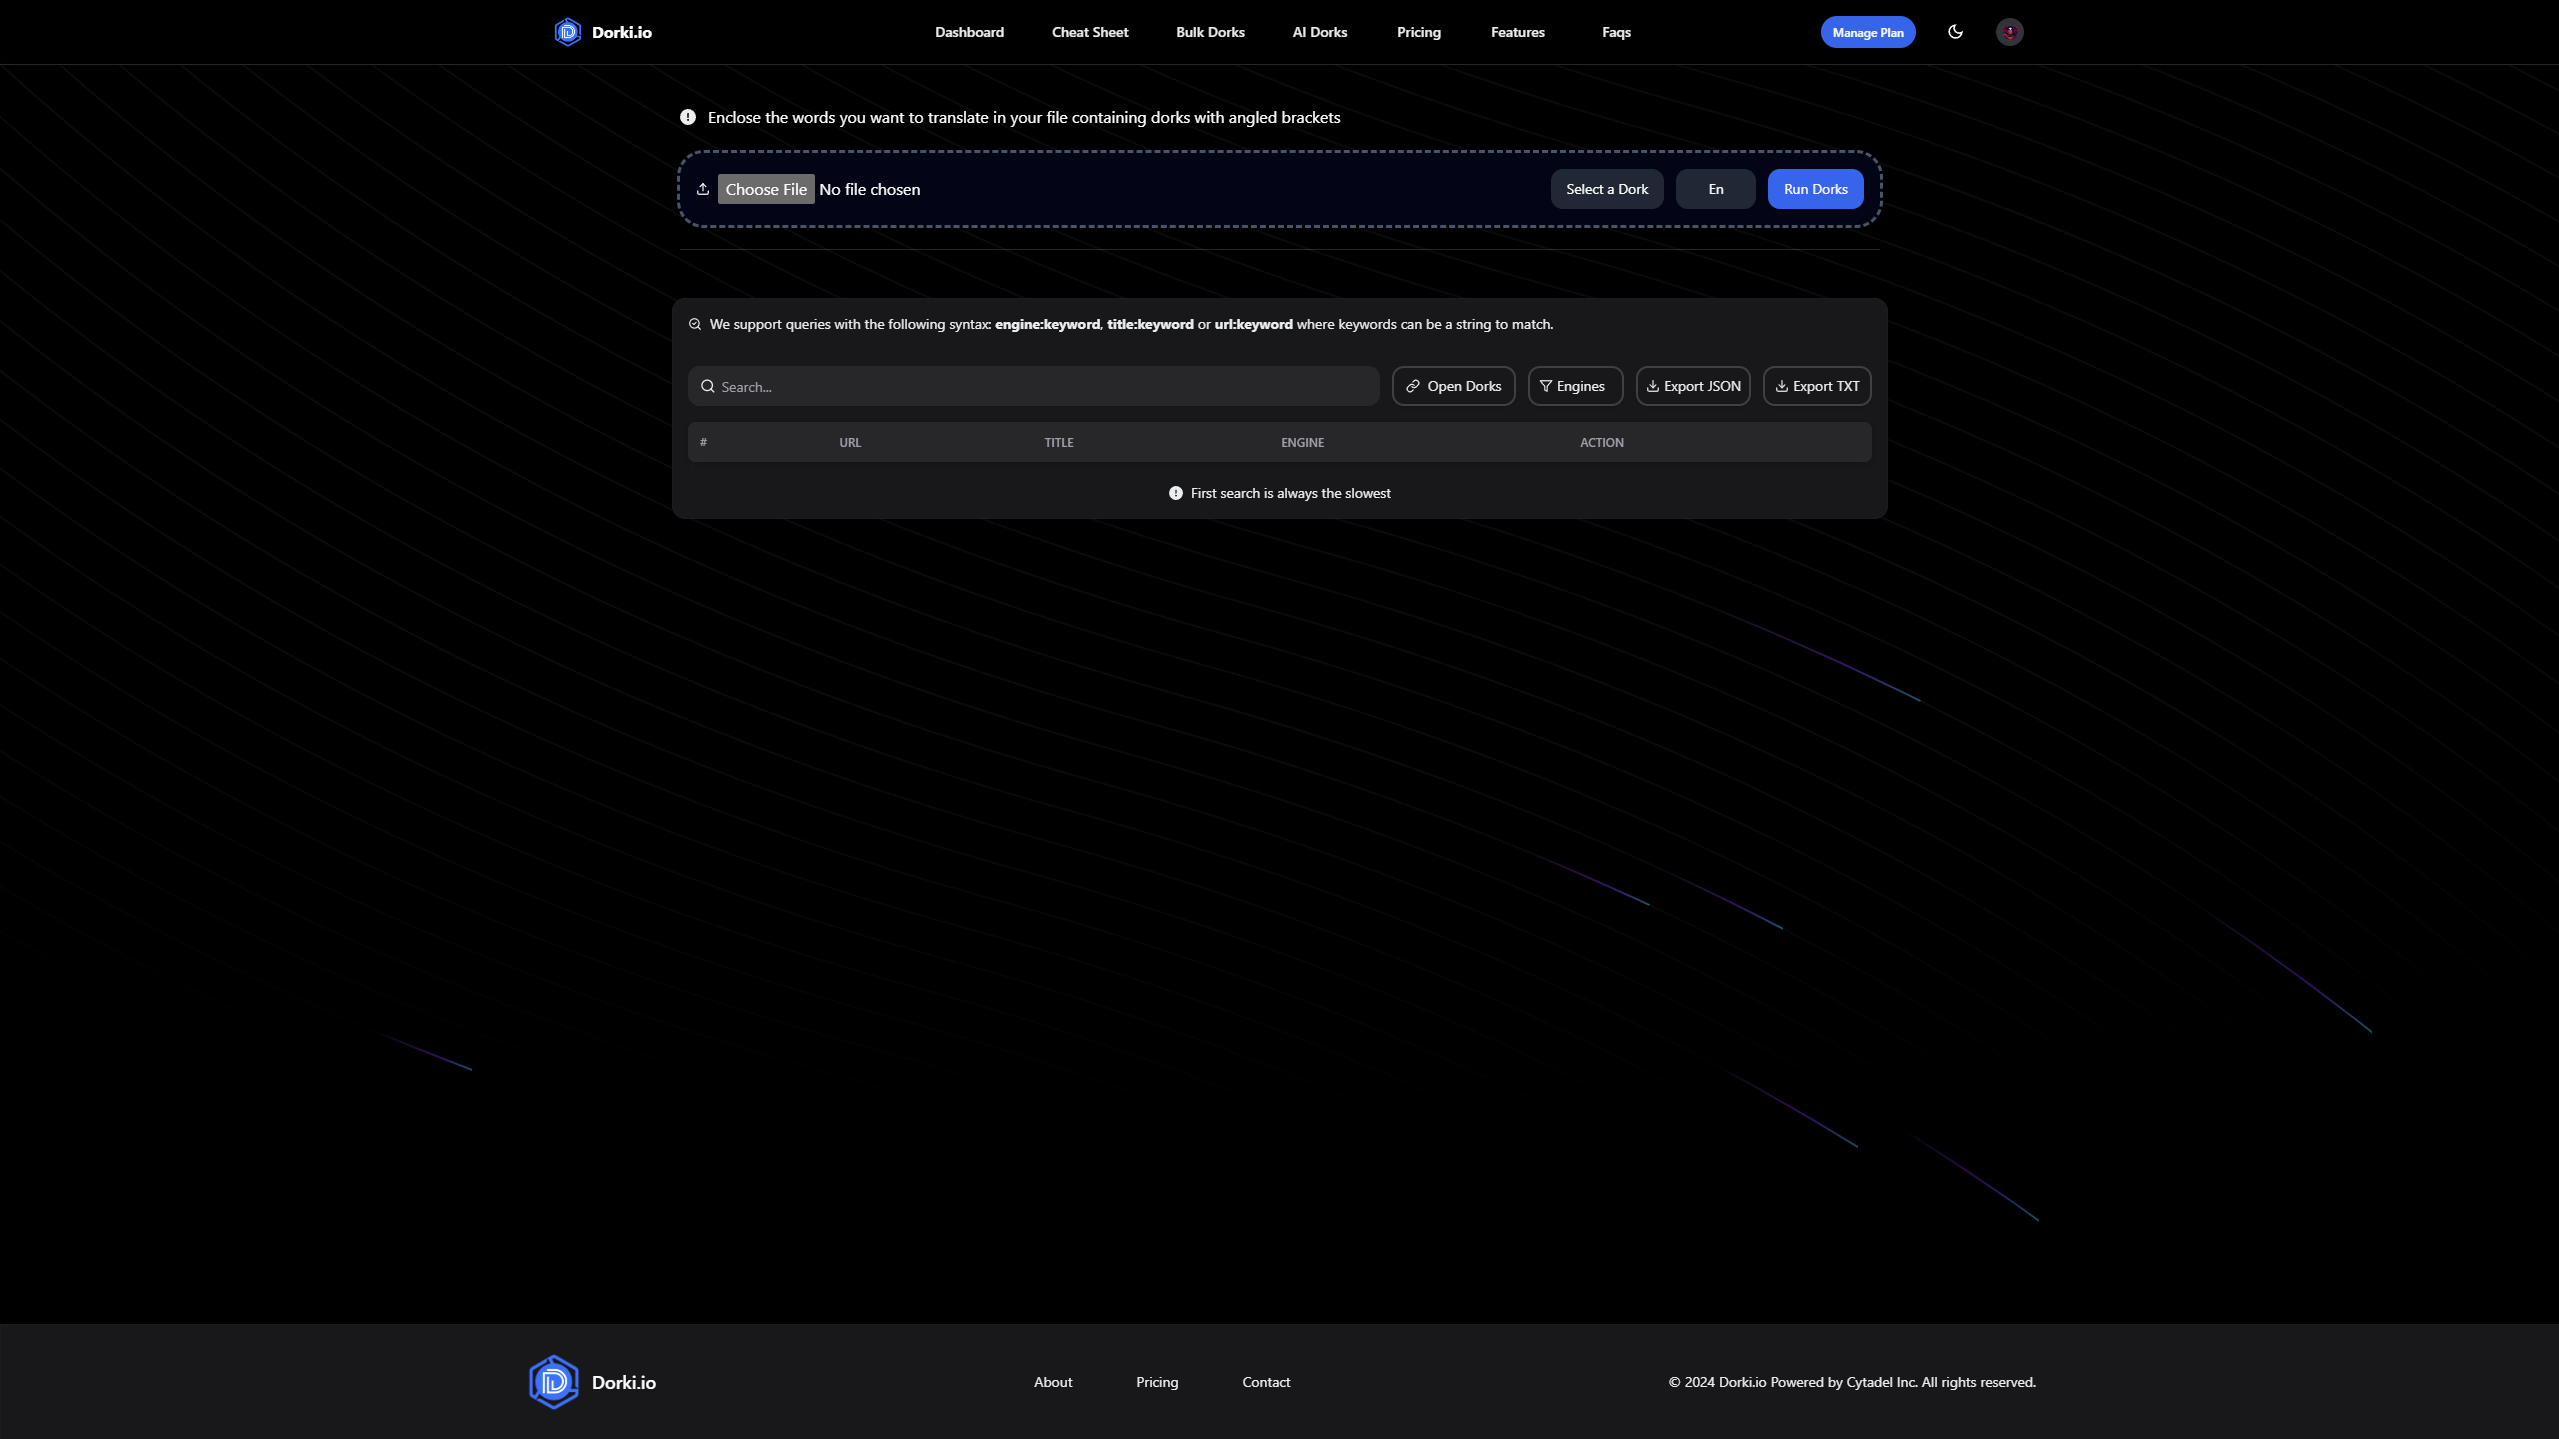 Dorki.io
Dashboard
Cheat Sheet
Bulk Dorks
AI Dorks
Pricing
Features
Faqs
Manage Plan
Enclose the words you want to translate in your file containing dorks with angled brackets
Choose File No file chosen
Select a Dork
En
Run Dorks
We support queries with the following syntax: engine:keyword, title:keyword or url:keyword where keywords can be a string to match.
Search...
Open Dorks
Engines
Export JSON
Export TXT
# URL TITLE ENGINE ACTION
First search is always the slowest
Dorki.io
About
Pricing
Contact
© 2024 Dorki.io Powered by Cytadel Inc. All rights reserved.